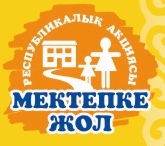 РЕСПУБЛИКАЛЫҚ АКЦИЯСЫ
МЕКТЕПКЕ
ЖОЛ